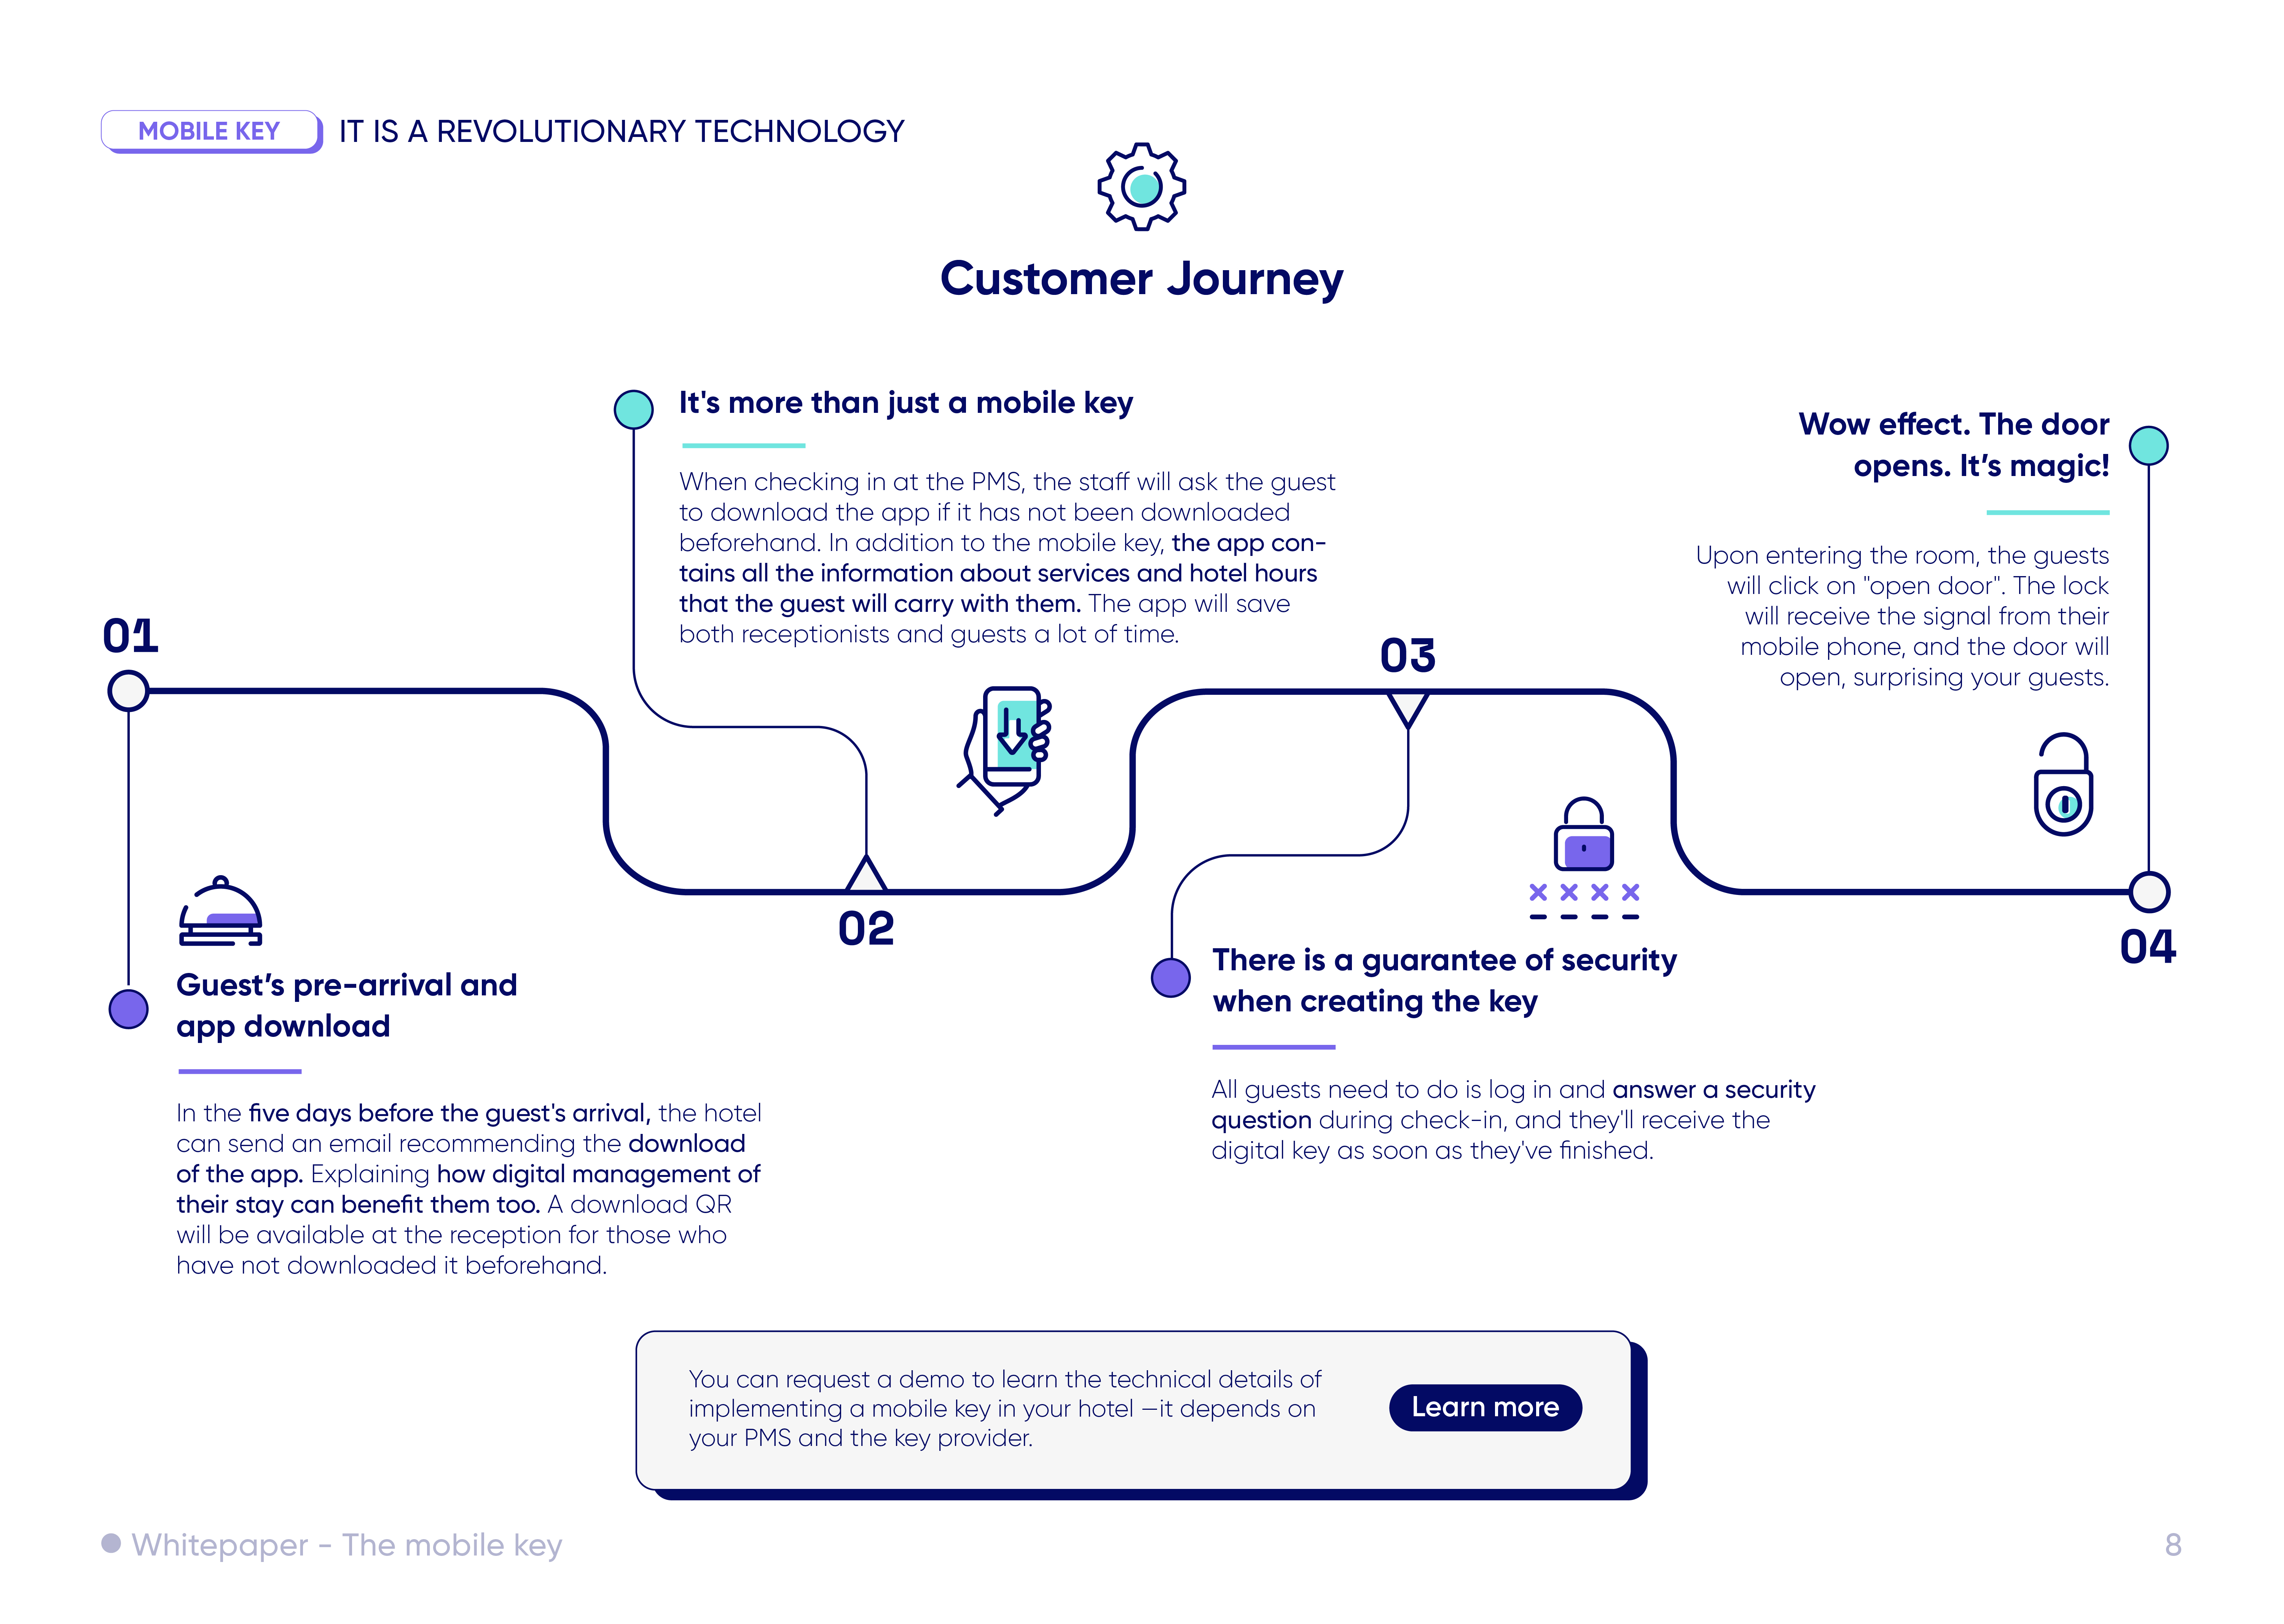 MOBILE KEY IT IS A REVOLUTIONARY TECHNOLOGY
Customer Journey
01
Guest’s pre-arrival and
app download
In the five days before the guest's arrival, the hotel
can send an email recommending the download
of the app. Explaining how digital management of
their stay can benefit them too. A download QR
will be available at the reception for those who
have not downloaded it beforehand.
It's more than just a mobile key
When checking in at the PMS, the staff will ask the guest
to download the app if it has not been downloaded
beforehand. In addition to the mobile key, the app con-
tains all the information about services and hotel hours
that the guest will carry with them. The app will save
both receptionists and guests a lot of time.
02
03
There is a guarantee of security
when creating the key
All guests need to do is log in and answer a security
question during check-in, and they'll receive the
digital key as soon as they've finished.
Wow effect. The door
opens. It’s magic!
Upon entering the room, the guests
will click on "open door". The lock
will receive the signal from their
mobile phone, and the door will
open, surprising your guests.
04
You can request a demo to learn the technical details of
implementing a mobile key in your hotel —it depends on
your PMS and the key provider.
Learn more
Whitepaper - The mobile key
8